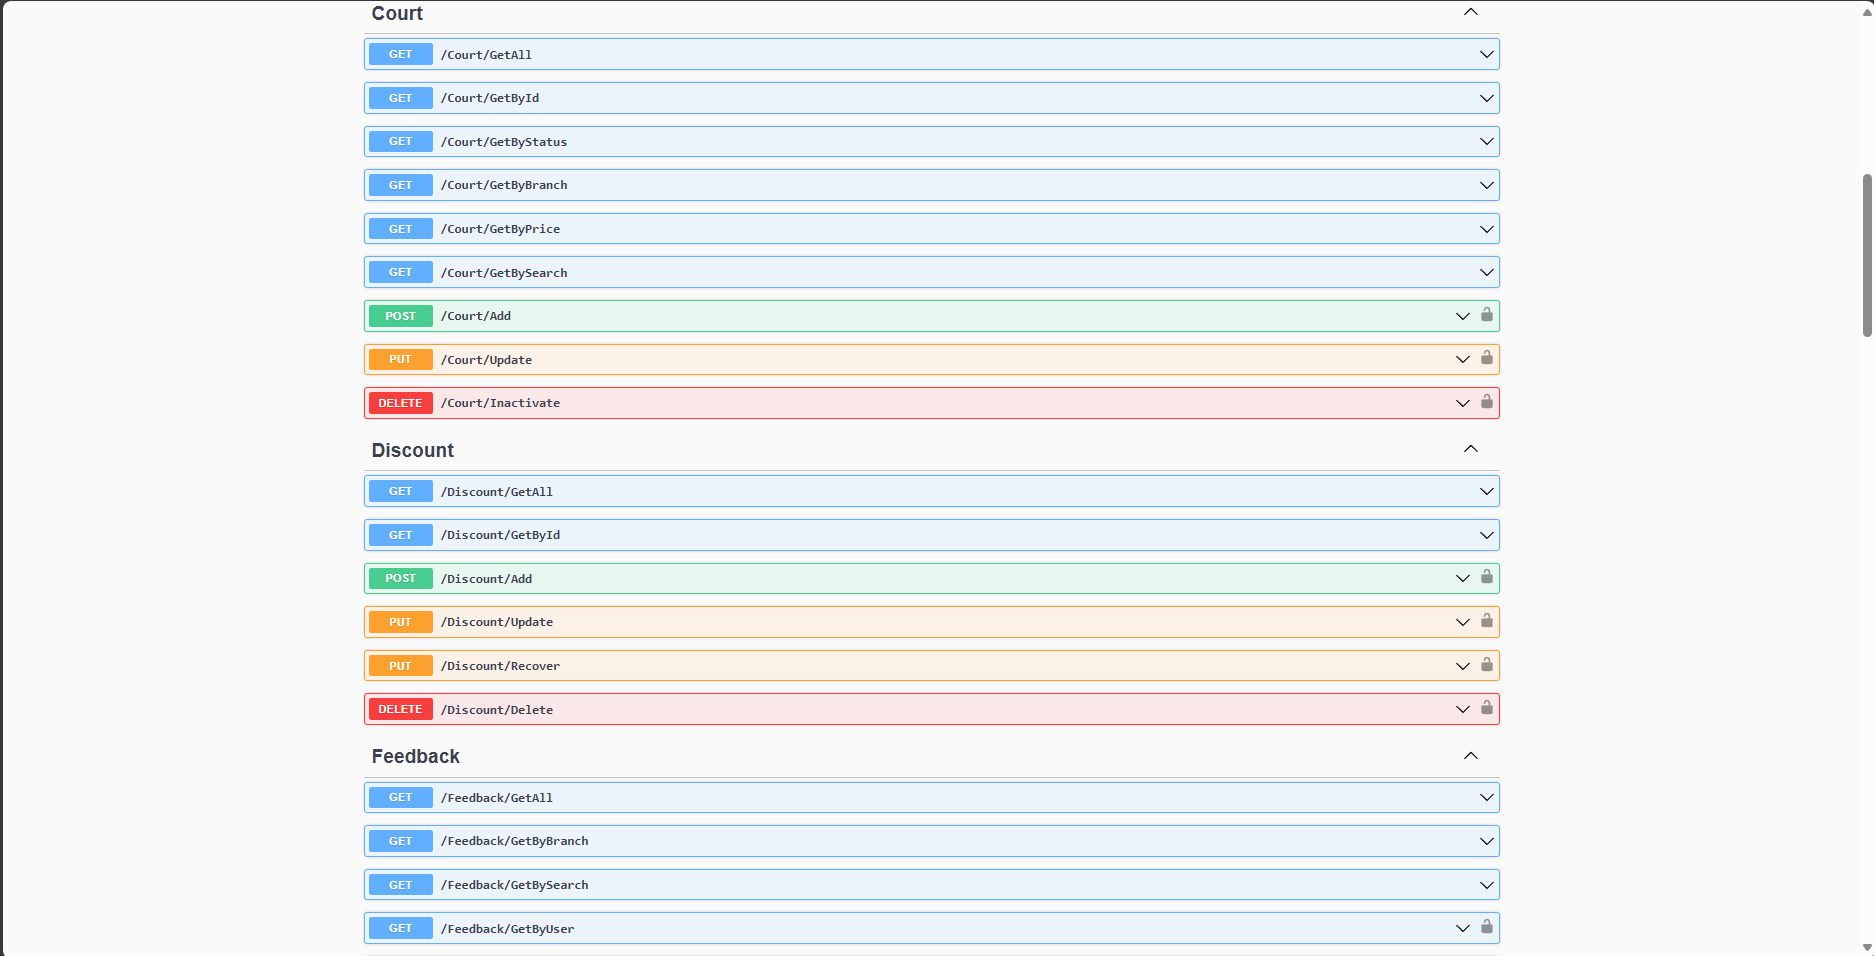 Court
GET /Court/GetAll
GET /Court/GetById
GET /Court/GetByStatus
GET /Court/GetByBranch
GET /Court/GetByPrice
GET /Court/GetBySearch
POST /Court/Add
PUT /Court/Update
DELETE /Court/Inactivate
Discount
GET /Discount/GetAll
GET /Discount/GetById
POST /Discount/Add
PUT /Discount/Update
PUT /Discount/Recover
DELETE /Discount/Delete
Feedback
GET /Feedback/GetAll
GET /Feedback/GetByBranch
GET /Feedback/GetBySearch
GET /Feedback/GetByUser